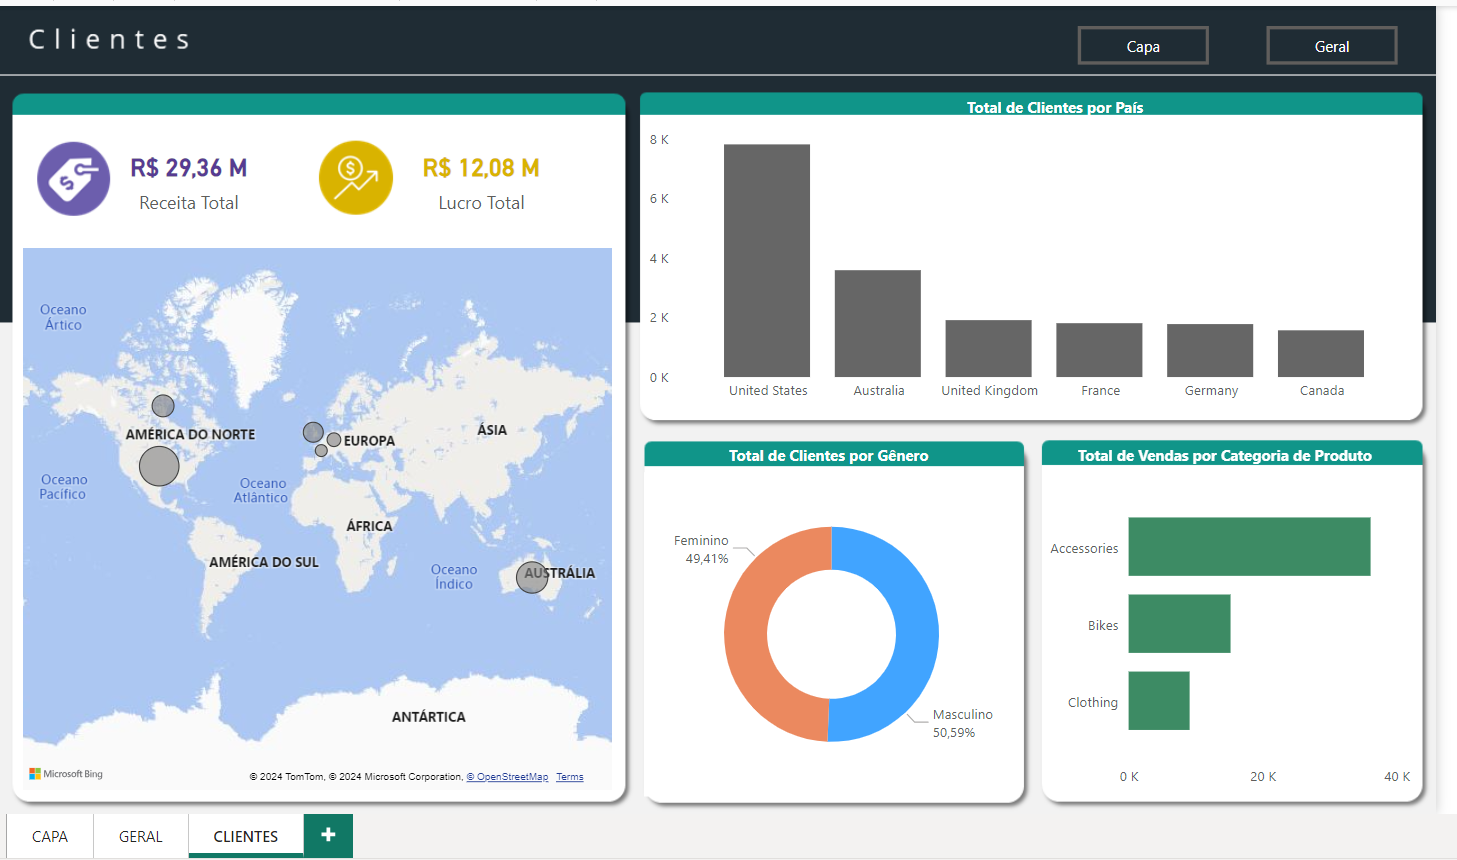 Clientes
Capa
Geral
R$ 29,36 M
Receita Total
R$ 12,08 M
Lucro Total
Oceano
Ártico
AMÉRICA DO NORTE
EUROPA
ÁSIA
Oceano
Pacífico
Oceano
Atlântico
ÁFRICA
AMÉRICA DO SUL
Oceano
Índico
AUSTRÁLIA
ANTÁRTICA
Microsoft Bing
© 2024 TomTom, © 2024 Microsoft Corporation, © OpenStreetMap Terms
Total de Clientes por País
8 K
6 K
4 K
2 K
0 K
United States
Australia
United Kingdom
France
Germany
Canada
Total de Clientes por Gênero
Feminino
49,41%
Masculino
50,59%
Total de Vendas por Categoria de Produto
Accessories
Bikes
Clothing
0 K
20 K
40 K
CAPA
GERAL
CLIENTES
+